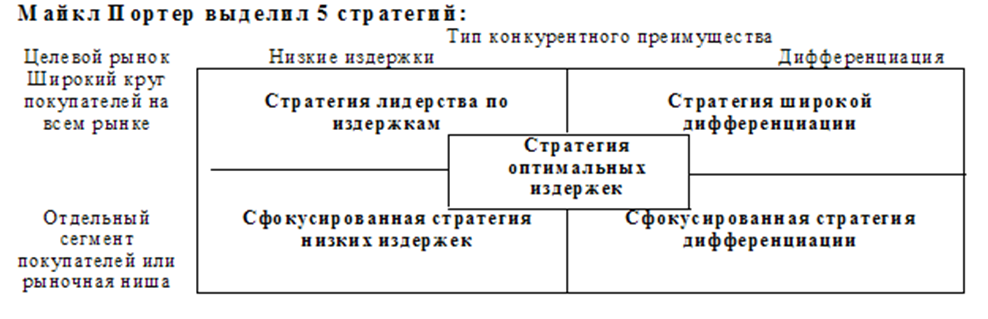 Майкл Портер выделил 5 стратегий:
Тип конкурентного преимущества
Целевой рынок
Низкие издержки
Дифференциация
Широкий круг
покупателей на
всем рынке
Стратегия лидерства по
издержкам
Стратегия широкой
дифференциации
Стратегия
оптимальных
издержек
Отдельный
сегмент
покупателей или
рыночная ниша
Сфокусированная стратегия
низких издержек
Сфокусированная стратегия
дифференциации